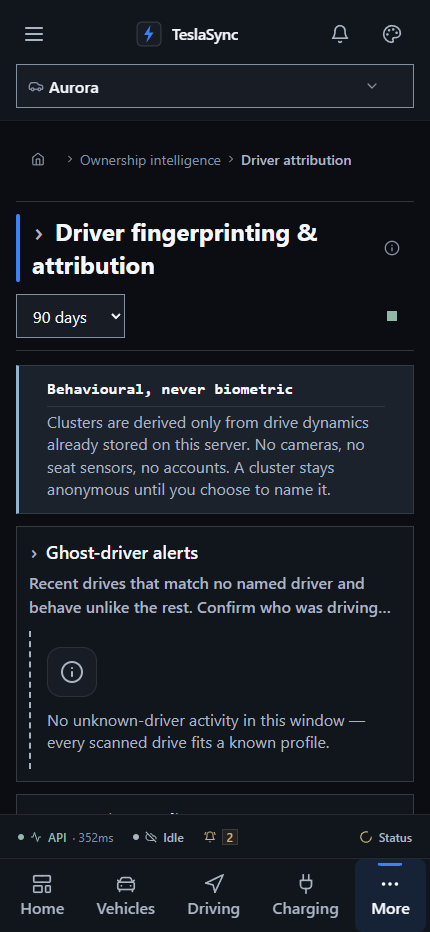 TeslaSync
Aurora
Ownership intelligence
Driver attribution
Driver fingerprinting &
attribution
90 days
Behavioural, never biometric
Clusters are derived only from drive dynamics
already stored on this server. No cameras, no
seat sensors, no accounts. A cluster stays
anonymous until you choose to name it.
Ghost-driver alerts
Recent drives that match no named driver and
behave unlike the rest. Confirm who was driving...
No unknown-driver activity in this window —
every scanned drive fits a known profile.
API · 352ms
Idle
2
Status
Home
Vehicles
Driving
Charging
More